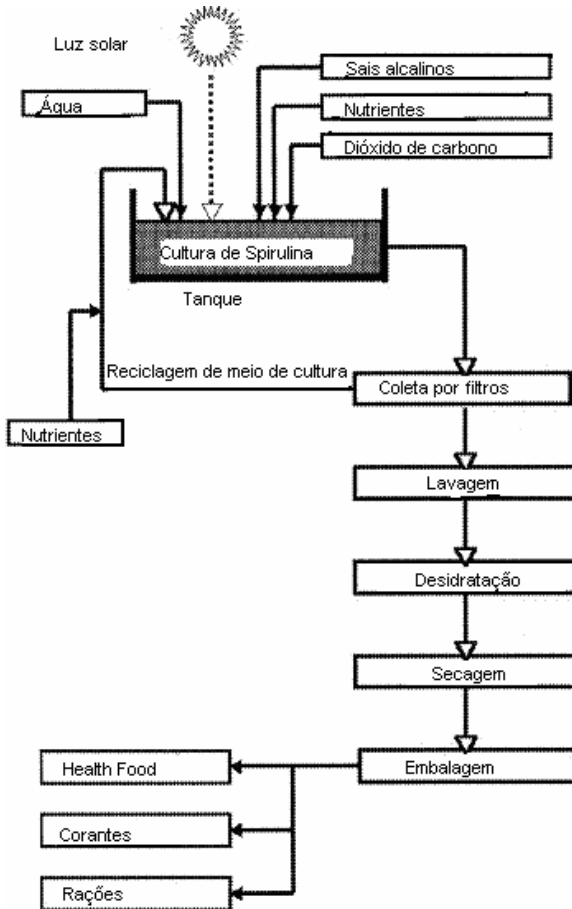 Luz solar
Sais alcalinos
Água
Nutrientes
Dióxido de carbono
Cultura de Spirulina
Tanque
Reciclagem de meio de cultura
Coleta por filtros
Nutrientes
Lavagem
Desidratação
Secagem
Embalagem
Health Food
Corantes
Rações